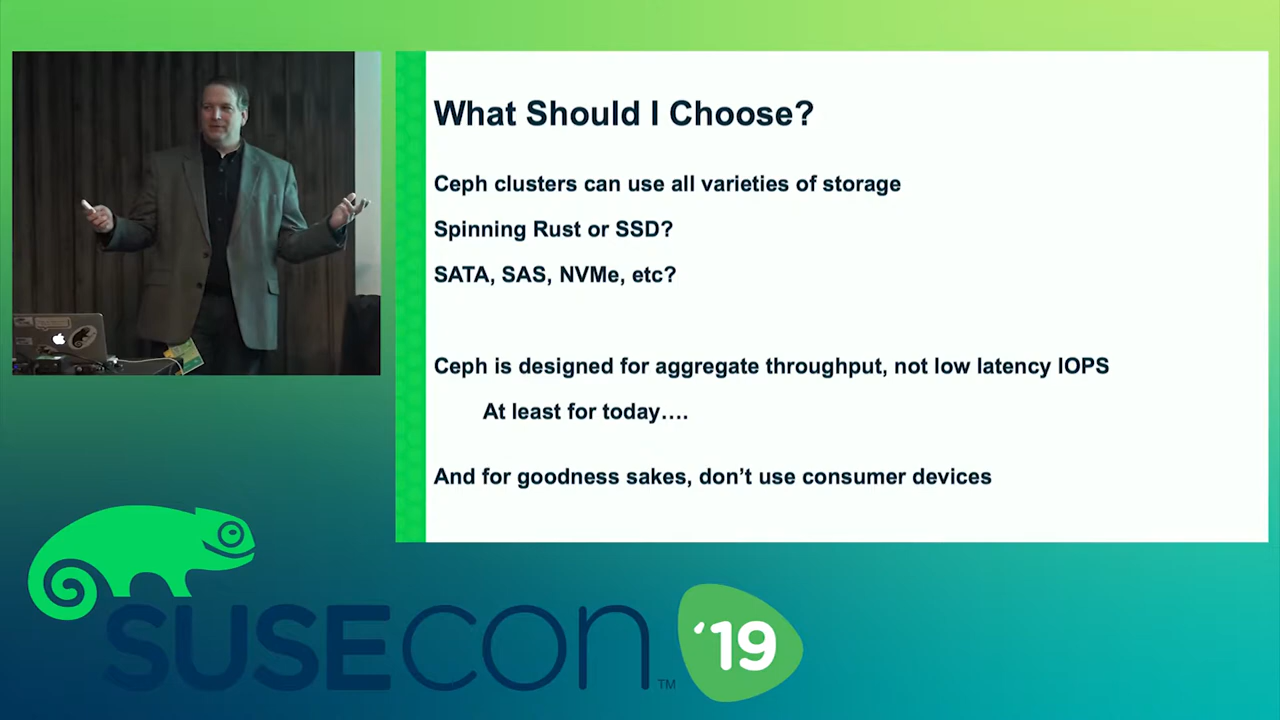 What Should I Choose?
Ceph clusters can use all varieties of storage
Spinning Rust or SSD?
SATA, SAS, NVMe, etc?
Ceph is designed for aggregate throughput, not low latency IOPS
At least for today….
And for goodness sakes, don’t use consumer devices
SUSECON ‘19
TM